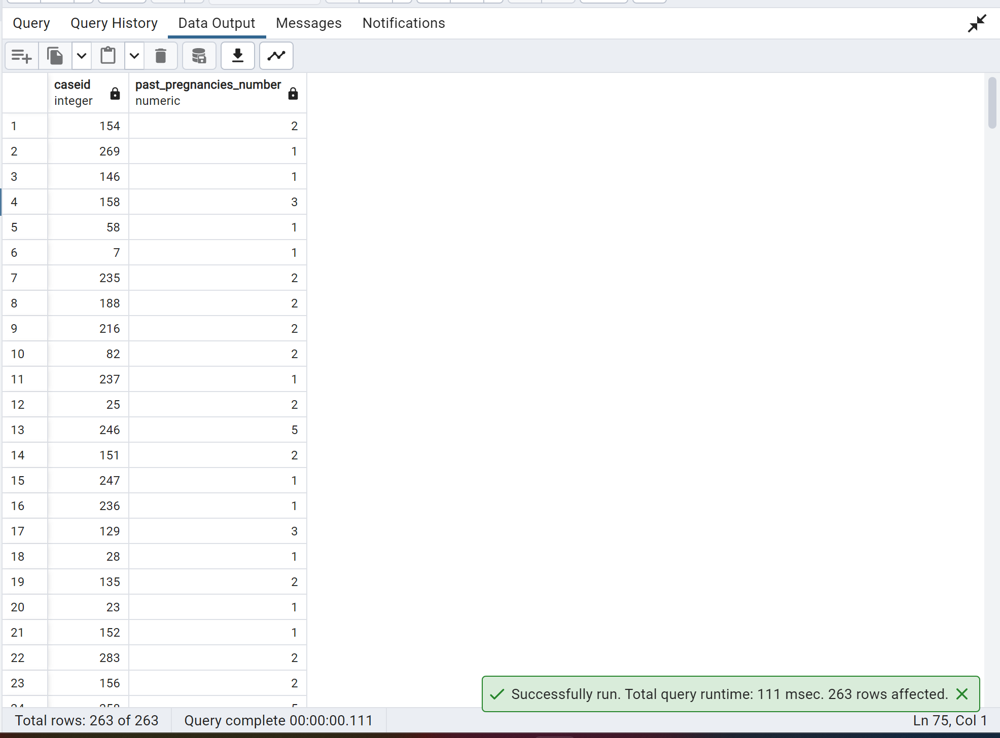 Query Query History Data Output Messages Notifications
caseid past_pregnancies_number
integer numeric
1 154 2
2 269 1
3 146 1
4 158 3
5 58 1
6 7 1
7 235 2
8 188 2
9 216 2
10 82 2
11 237 1
12 25 2
13 246 5
14 151 2
15 247 1
16 236 1
17 129 3
18 28 1
19 135 2
20 23 1
21 152 1
22 283 2
23 156 2
Successfully run. Total query runtime: 111 msec. 263 rows affected.
Total rows: 263 of 263 Query complete 00:00:00.111 Ln 75, Col 1